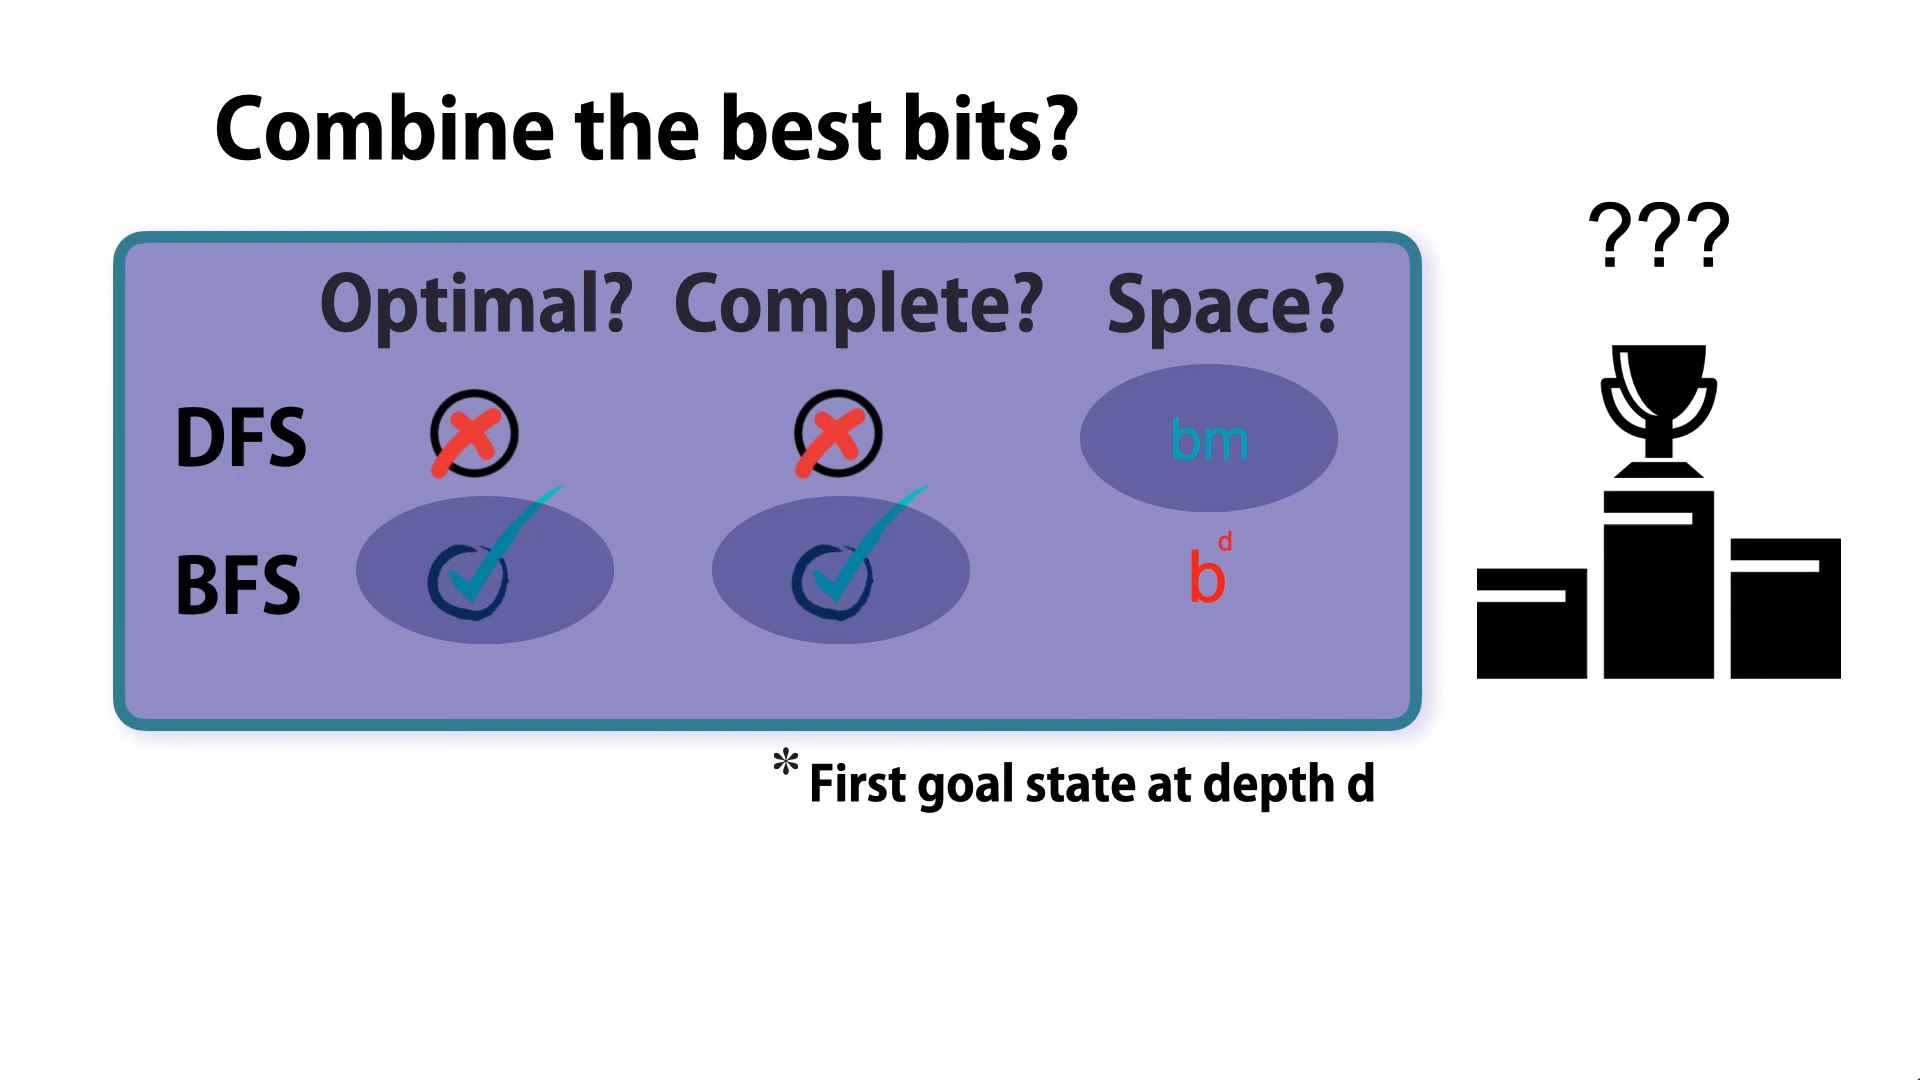 Combine the best bits?
???
Optimal? Complete? Space?
DFS bm
BFS b^d
* First goal state at depth d